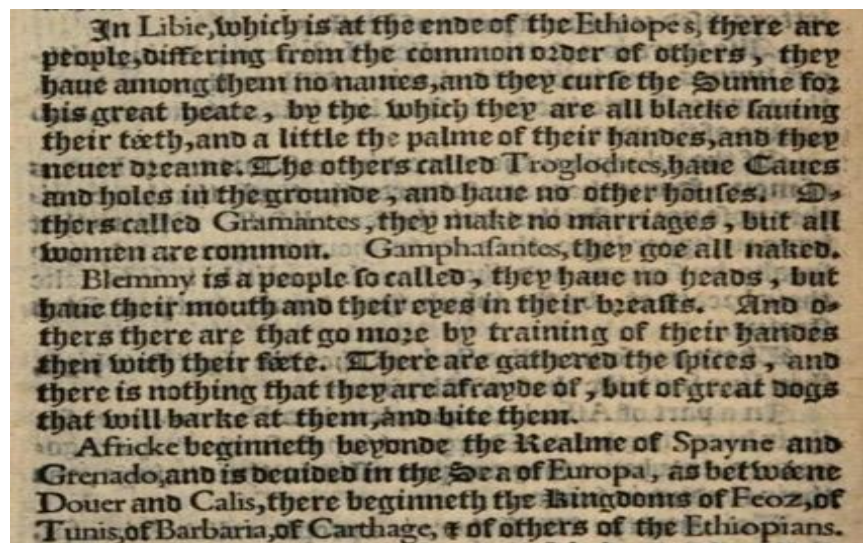 In Libie, which is at the ende of the Ethiopes, there are
people, differing from the common order of others, they
haue among them no names, and they curse the Sunne for
his great heate, by the which they are all blacke sauing
their teeth, and a little the palme of their handes, and they
neuer dreame. The others called Troglodites, haue Caues
and holes in the grounde, and haue no other houses. O-
thers called Gramantes, they make no marriages, but all
women are common. Gamphasantes, they goe all naked.
Blemmy is a people so called, they haue no heads, but
haue their mouth and their eyes in their breasts. And o-
thers there are that go more by training of their handes
then with their feete. There are gathered the spices, and
there is nothing that they are afrayde of, but of great dogs
that will barke at them, and bite them.
Africke beginneth beyonde the Realme of Spayne and
Grenado, and is deuided in the Sea of Europa, as betweene
Douer and Calis, there beginneth the Kingdoms of Feoz, of
Tunis, of Barbaria, of Carthage, & of others of the Ethiopians.